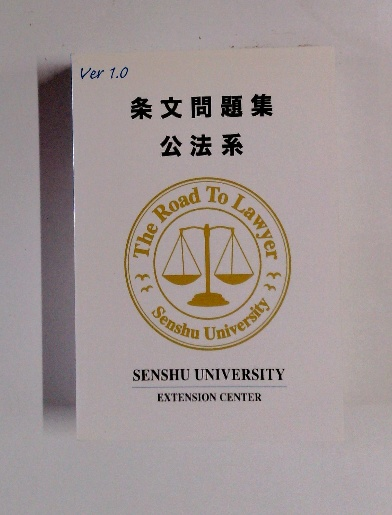 Ver 1.0
条文問題集
公法系
The Road To Lawyer
Senshu University
SENSHU UNIVERSITY
EXTENSION CENTER